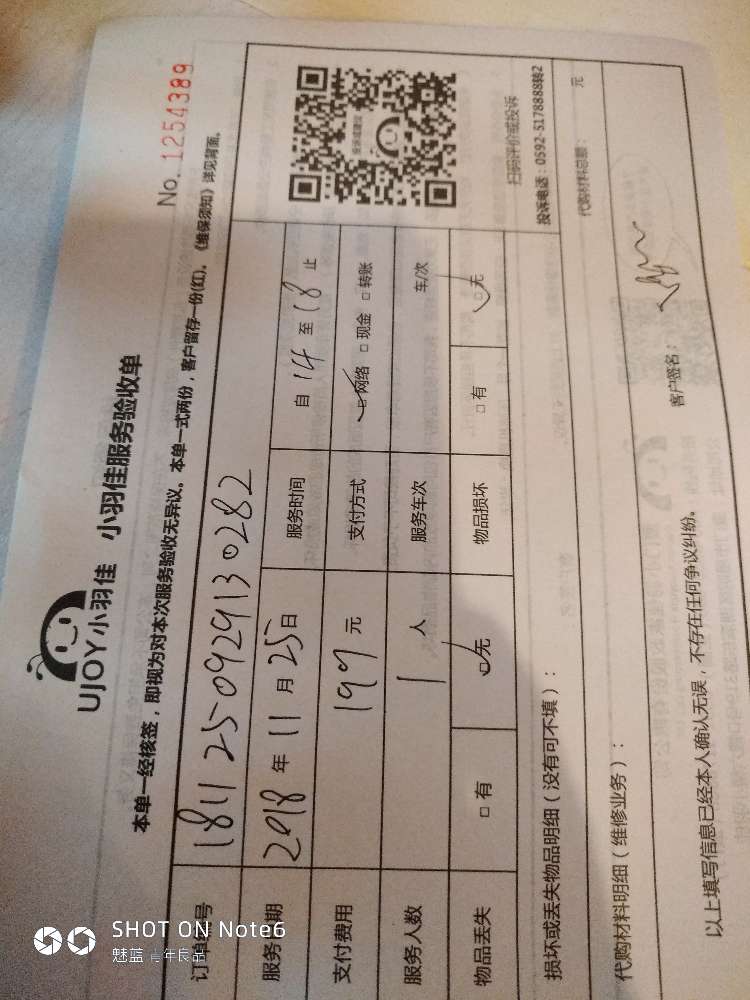 No. 1254389
UJOY小羽佳 小羽佳服务验收单
本单一经核签，即视为对本次服务验收无异议。本单一式两份，客户留存一份(红)。《维保须知》详见背面。
订单编号 181125092913 0282
服务日期 2018 年 11 月 25 日 服务时间 自 14 至 18 止
支付费用 199 元 支付方式 网络 □ 现金 □ 转账
服务人数 1 人 服务车次 车/次
物品丢失 □ 有 □ 无 物品损坏 □ 有 □ 无
扫码评价或投诉
投诉电话：0592-5178888转2
损坏或丢失物品明细（没有可不填）：
代购材料明细（维修业务）： 代购材料总额： 元
以上填写信息已经本人确认无误，不存在任何争议纠纷。 客户签名：
SHOT ON Note6
魅蓝 青年良品